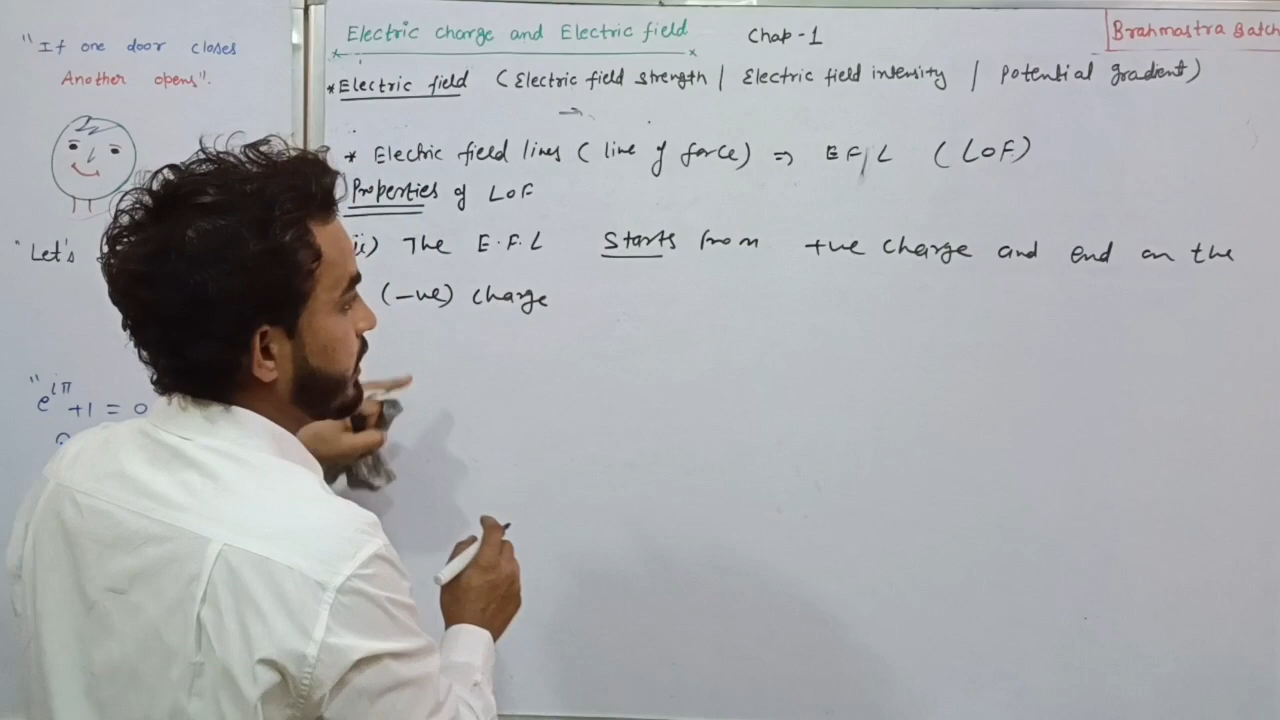 "If one door closes
Another opens".
"Let's
"e^iπ +1 = 0
Electric charge and Electric field Chap-1
Brahmastra Batch
*Electric field (Electric field strength | Electric field intensity | Potential gradient)
* Electric field lines (line of force) ⇒ E.F.L (LOF)
Properties of LOF
ii) The E.F.L Starts from +ve charge and end on the
(-ve) charge